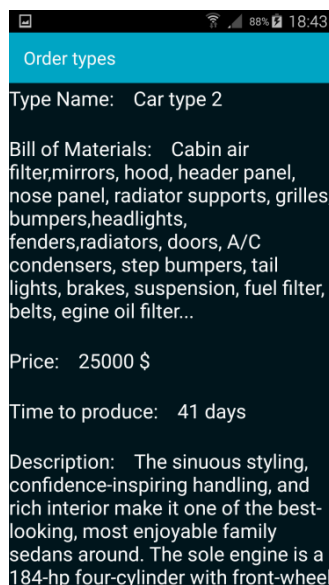 88% 18:43
Order types
Type Name: Car type 2
Bill of Materials: Cabin air
filter,mirrors, hood, header panel,
nose panel, radiator supports, grilles
bumpers,headlights,
fenders,radiators, doors, A/C
condensers, step bumpers, tail
lights, brakes, suspension, fuel filter,
belts, egine oil filter...
Price: 25000 $
Time to produce: 41 days
Description: The sinuous styling,
confidence-inspiring handling, and
rich interior make it one of the best-
looking, most enjoyable family
sedans around. The sole engine is a
184-hp four-cylinder with front-whee